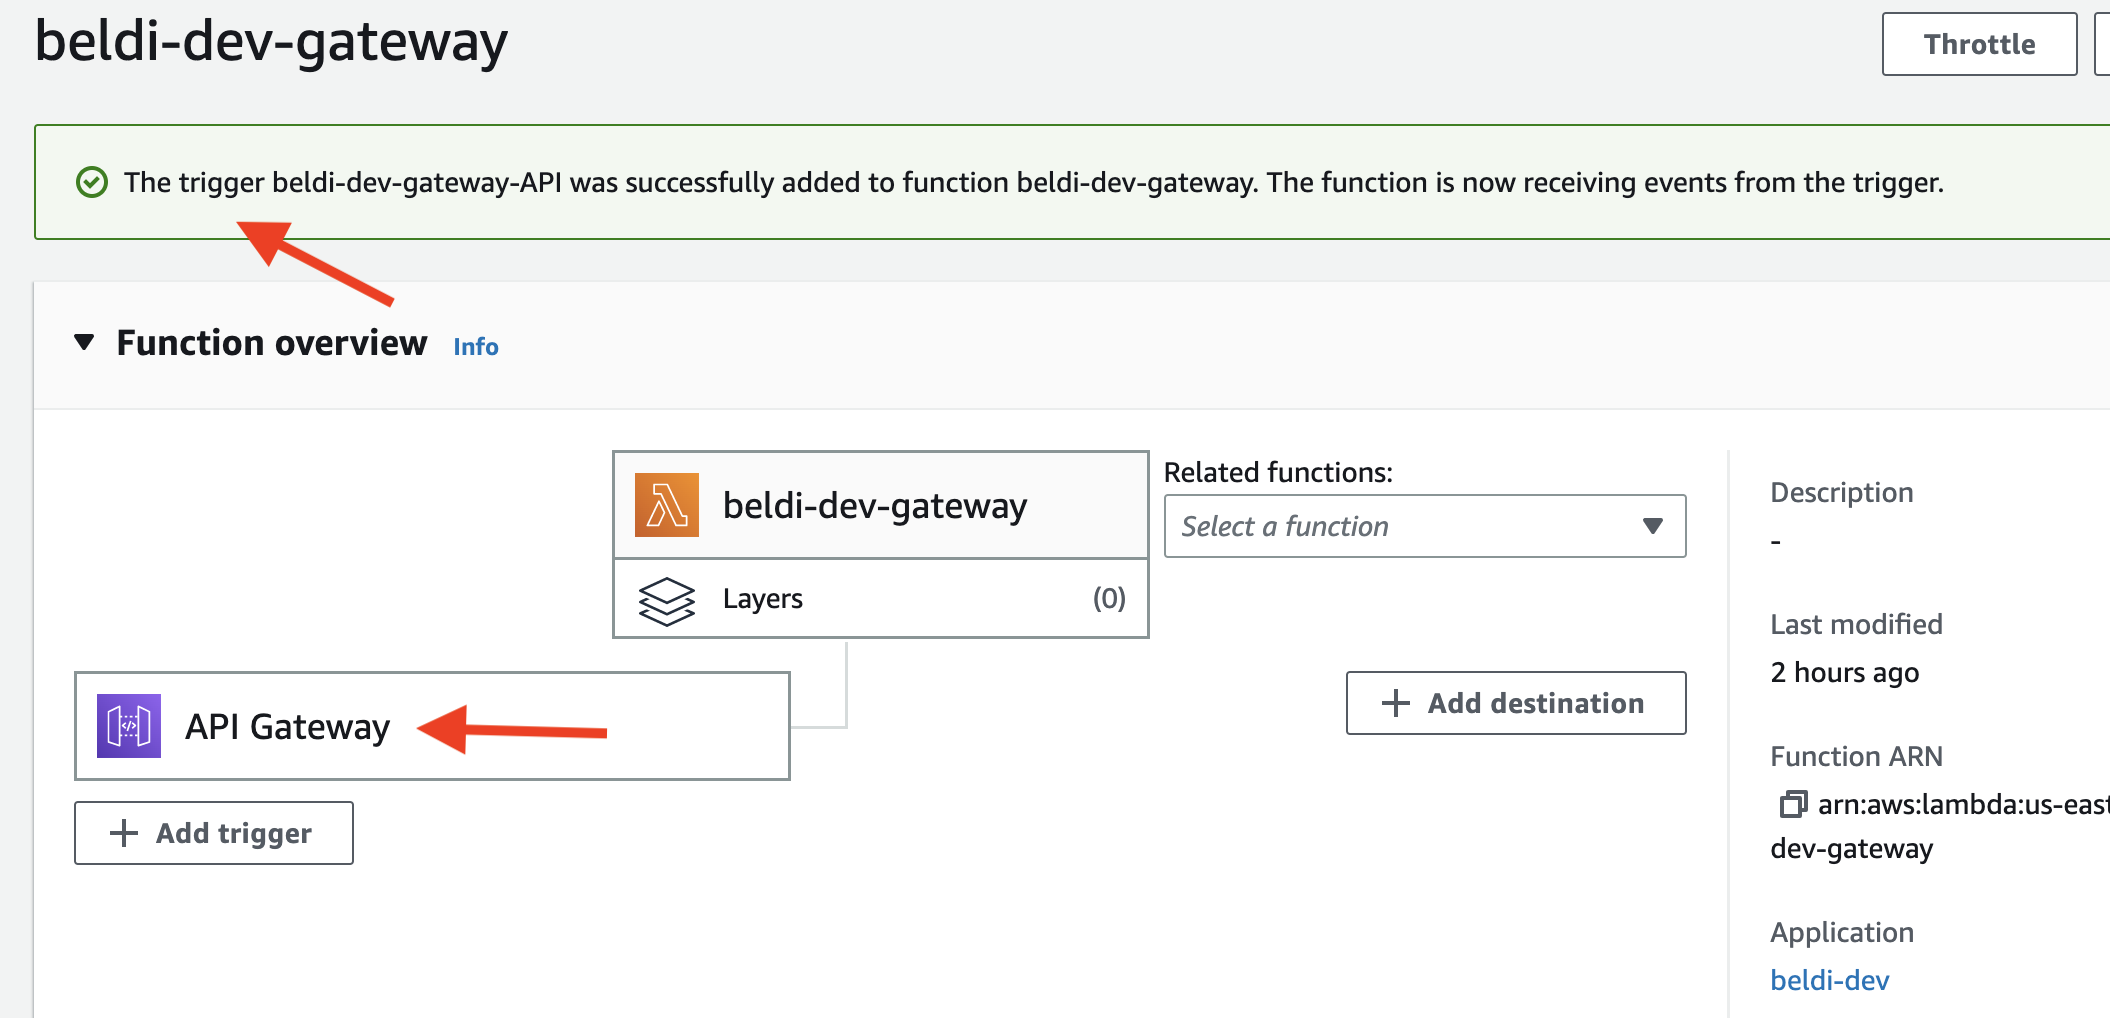 beldi-dev-gateway
Throttle
The trigger beldi-dev-gateway-API was successfully added to function beldi-dev-gateway. The function is now receiving events from the trigger.
Function overview Info
beldi-dev-gateway
Layers (0)
Related functions:
Select a function
API Gateway
Add trigger
Add destination
Description
-
Last modified
2 hours ago
Function ARN
arn:aws:lambda:us-east
dev-gateway
Application
beldi-dev